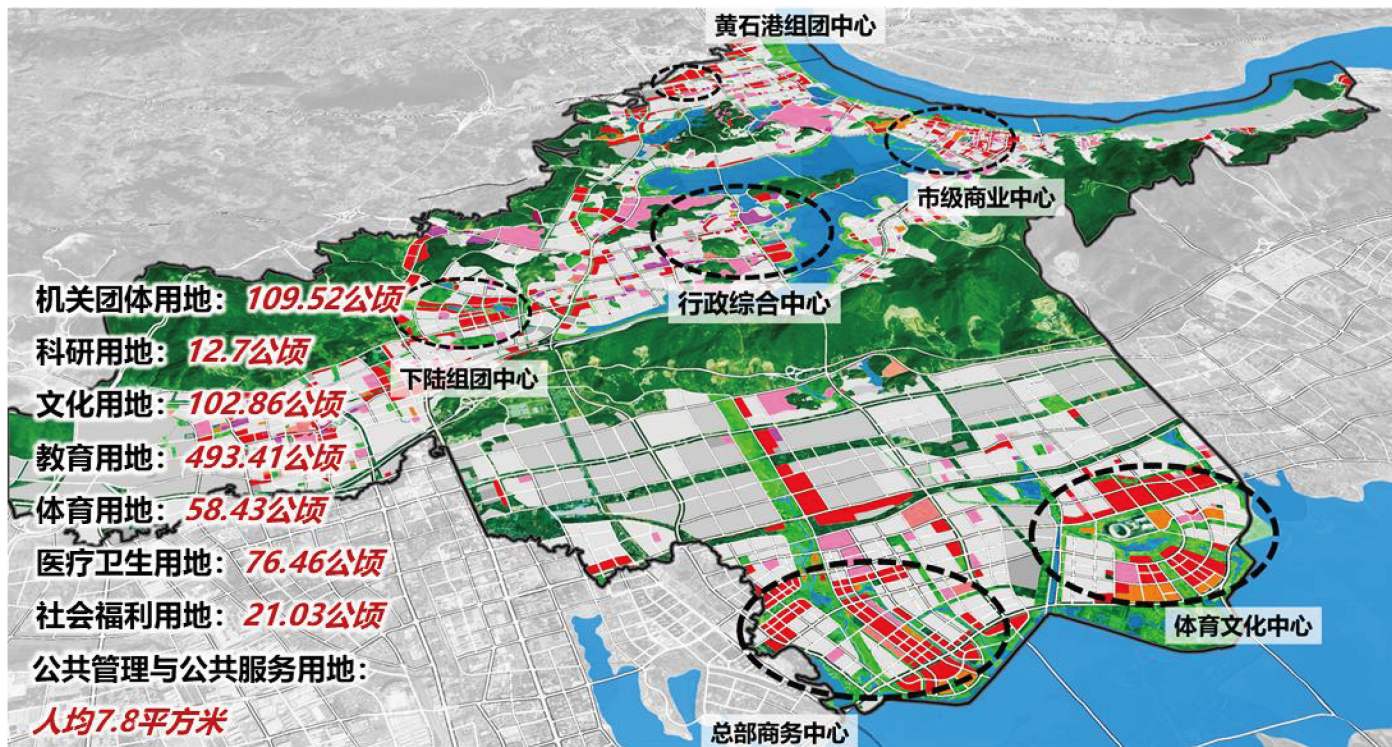 黄石港组团中心
市级商业中心
行政综合中心
下陆组团中心
体育文化中心
总部商务中心
机关团体用地：109.52公顷
科研用地：12.7公顷
文化用地：102.86公顷
教育用地：493.41公顷
体育用地：58.43公顷
医疗卫生用地：76.46公顷
社会福利用地：21.03公顷
公共管理与公共服务用地：
人均7.8平方米